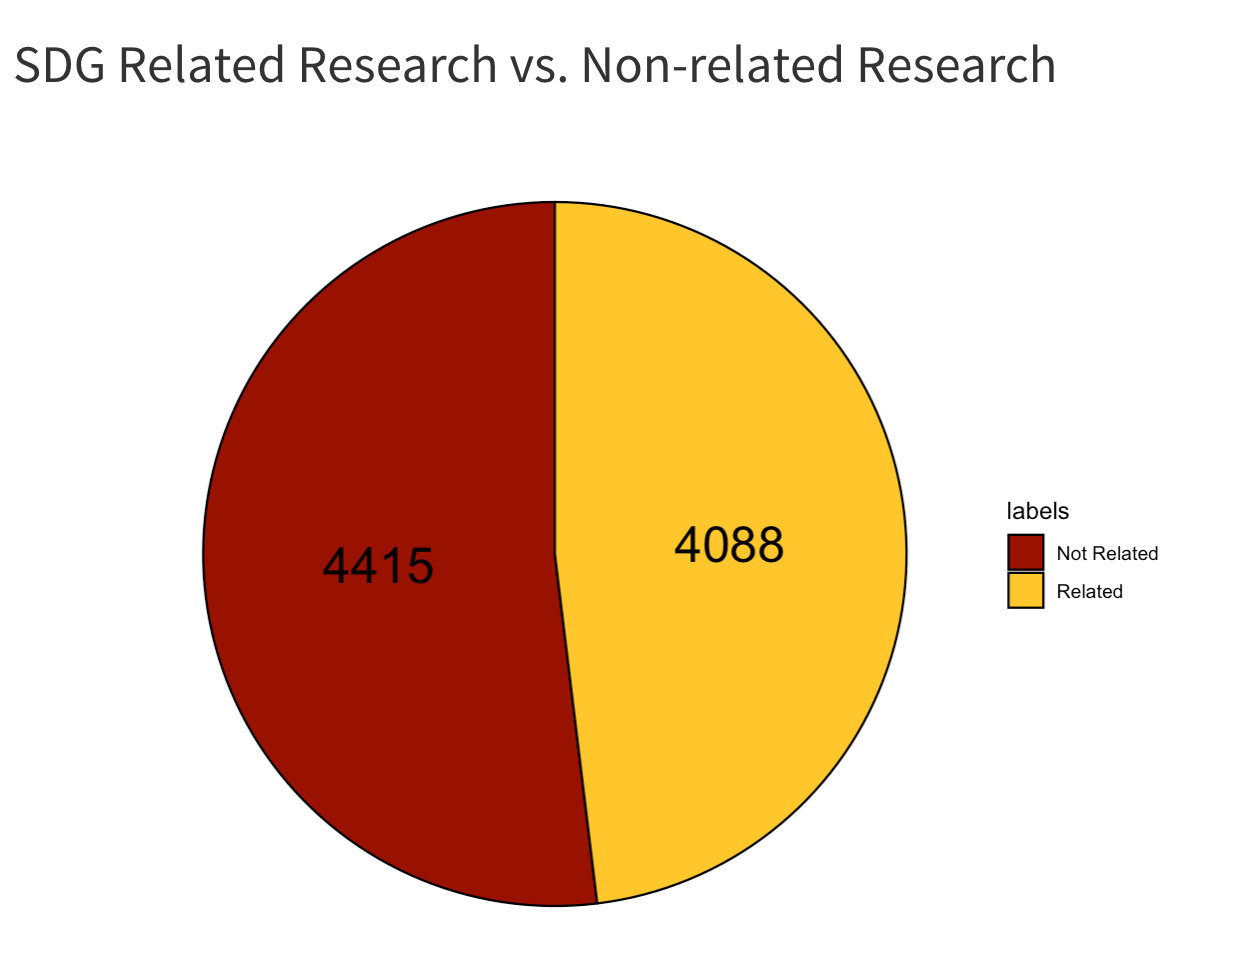 SDG Related Research vs. Non-related Research
4415
4088
labels
Not Related
Related